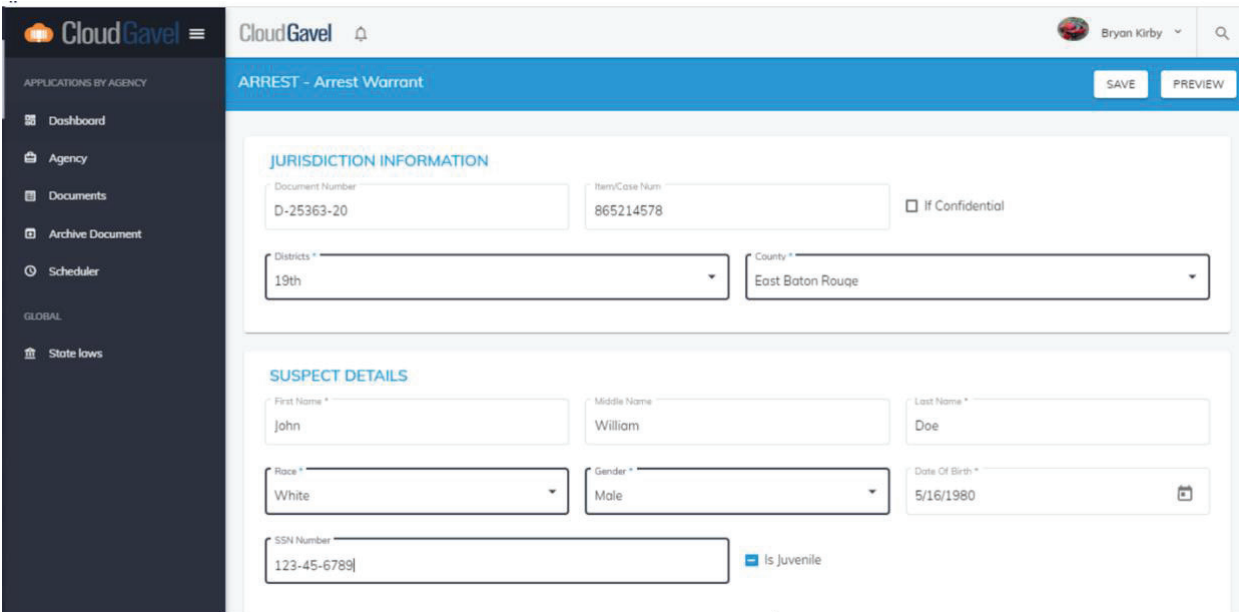 CloudGavel
CloudGavel
Bryan Kirby
APPLICATIONS BY AGENCY
ARREST - Arrest Warrant
SAVE
PREVIEW
Dashboard
Agency
Documents
Archive Document
Scheduler
GLOBAL
State laws
JURISDICTION INFORMATION
Document Number
D-25363-20
Item/Case Num
865214578
If Confidential
Districts *
19th
County *
East Baton Rouge
SUSPECT DETAILS
First Name *
John
Middle Name
William
Last Name *
Doe
Race *
White
Gender *
Male
Date Of Birth *
5/16/1980
SSN Number
123-45-6789
Is Juvenile